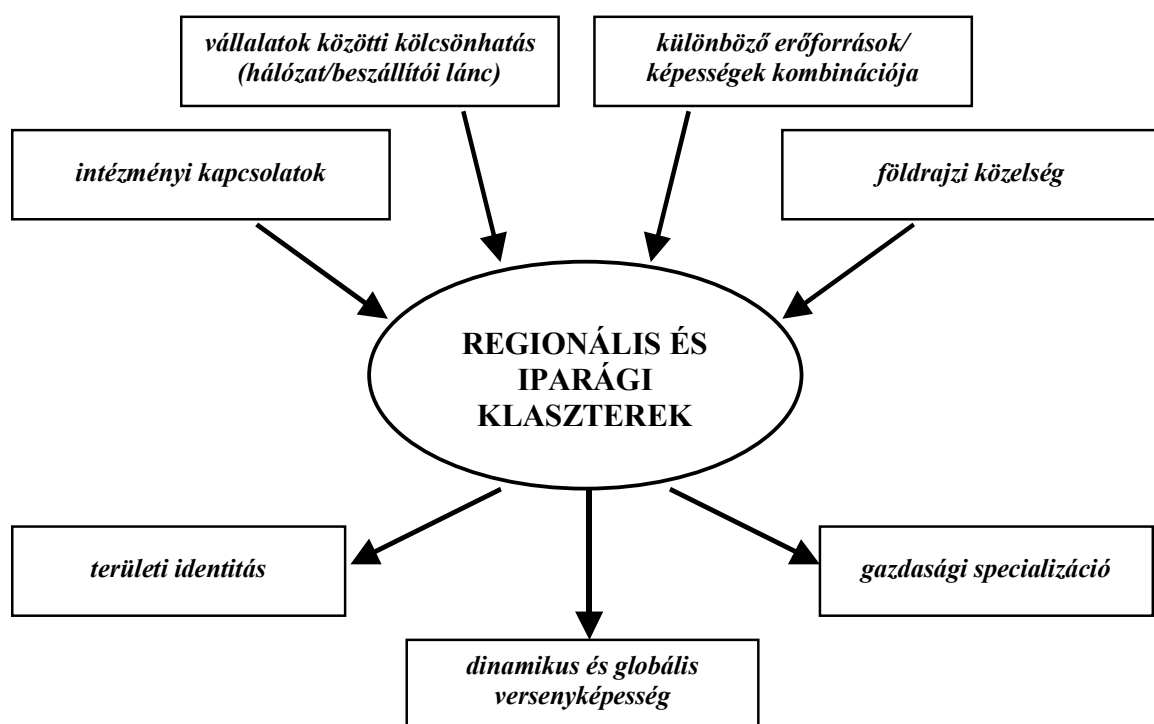 vállalatok közötti kölcsönhatás
(hálózat/beszállítói lánc)
különböző erőforrások/
képességek kombinációja
intézményi kapcsolatok
földrajzi közelség
REGIONÁLIS ÉS
IPARÁGI
KLASZTEREK
területi identitás
gazdasági specializáció
dinamikus és globális
versenyképesség